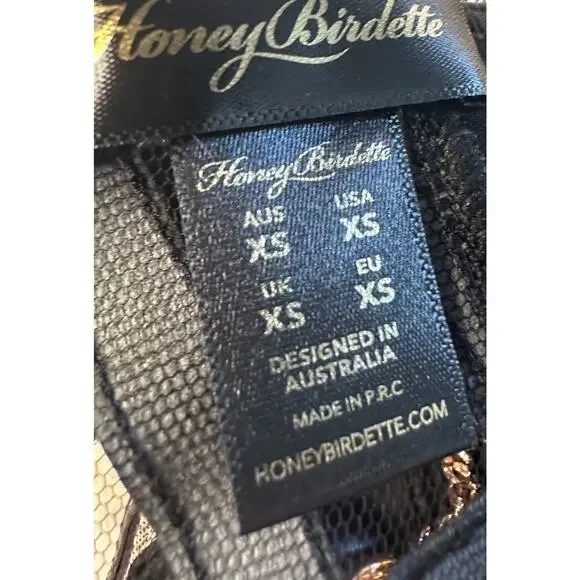 Honey Birdette
Honey Birdette
AUS USA
XS XS
UK EU
XS XS
DESIGNED IN
AUSTRALIA
MADE IN P.R.C
HONEYBIRDETTE.COM